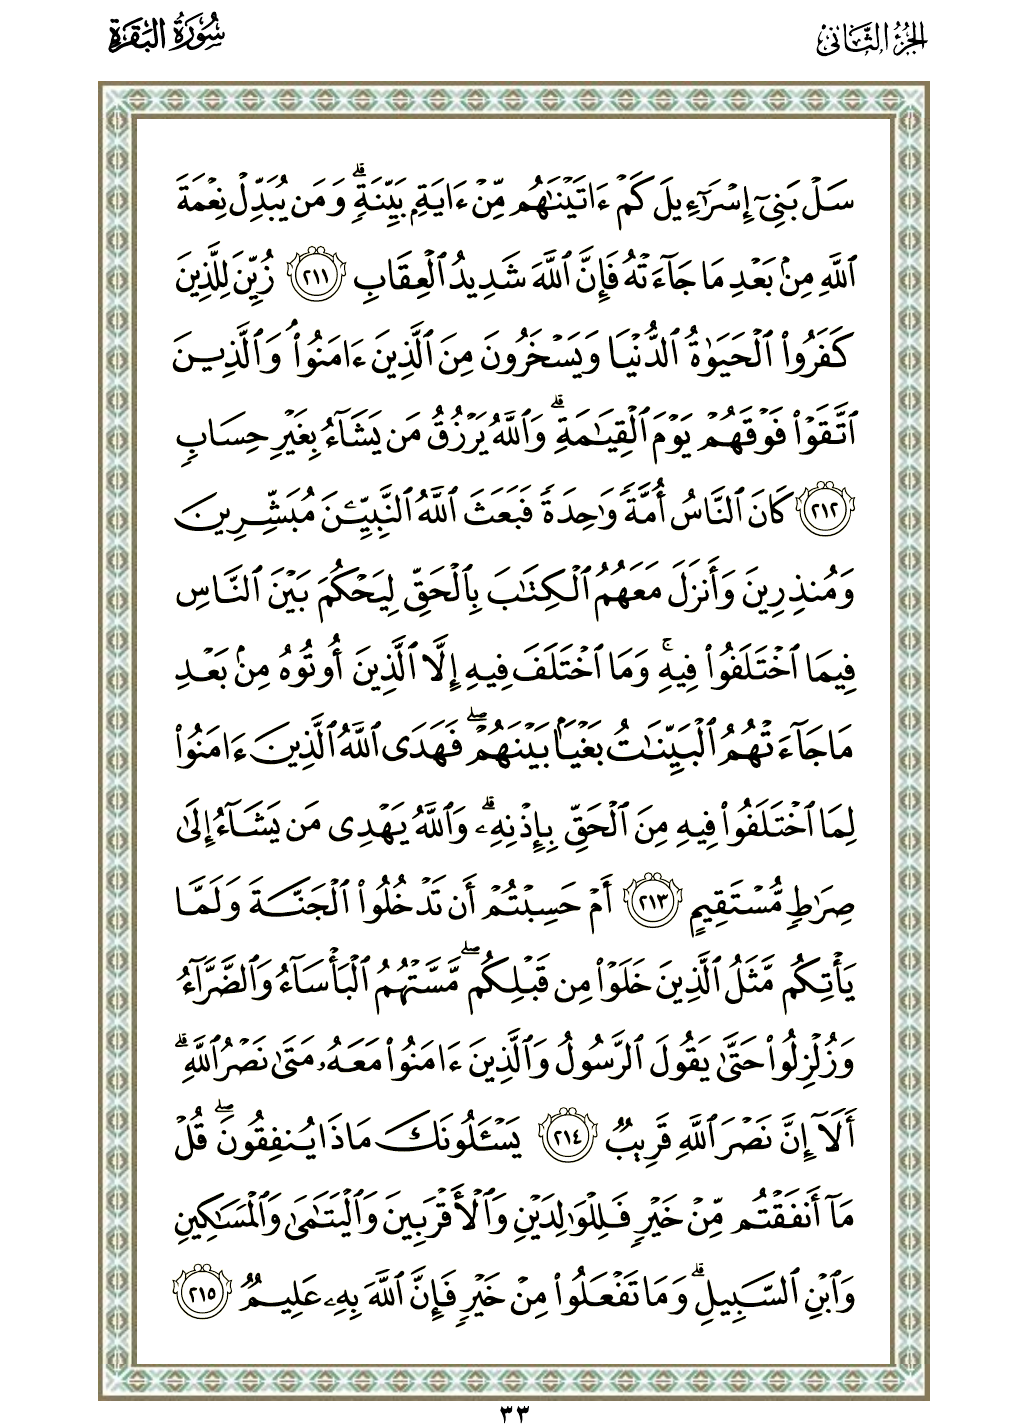 الجزء الثاني
سورة البقرة
سَلْ بَنِىٓ إِسْرَٰٓءِيلَ كَمْ ءَاتَيْنَٰهُم مِّنْ ءَايَةٍۭ بَيِّنَةٍۗ وَمَن يُبَدِّلْ نِعْمَةَ
ٱللَّهِ مِنۢ بَعْدِ مَا جَآءَتْهُ فَإِنَّ ٱللَّهَ شَدِيدُ ٱلْعِقَابِ ٢١١ زُيِّنَ لِلَّذِينَ
كَفَرُوا۟ ٱلْحَيَوٰةُ ٱلدُّنْيَا وَيَسْخَرُونَ مِنَ ٱلَّذِينَ ءَامَنُوا۟ۘ وَٱلَّذِينَ
ٱتَّقَوْا۟ فَوْقَهُمْ يَوْمَ ٱلْقِيَٰمَةِۗ وَٱللَّهُ يَرْزُقُ مَن يَشَآءُ بِغَيْرِ حِسَابٍ
٢١٢ كَانَ ٱلنَّاسُ أُمَّةً وَٰحِدَةً فَبَعَثَ ٱللَّهُ ٱلنَّبِيِّـۧنَ مُبَشِّرِينَ
وَمُنذِرِينَ وَأَنزَلَ مَعَهُمُ ٱلْكِتَٰبَ بِٱلْحَقِّ لِيَحْكُمَ بَيْنَ ٱلنَّاسِ
فِيمَا ٱخْتَلَفُوا۟ فِيهِۚ وَمَا ٱخْتَلَفَ فِيهِ إِلَّا ٱلَّذِينَ أُوتُوهُ مِنۢ بَعْدِ
مَا جَآءَتْهُمُ ٱلْبَيِّنَٰتُ بَغْيًۢا بَيْنَهُمْۖ فَهَدَى ٱللَّهُ ٱلَّذِينَ ءَامَنُوا۟
لِمَا ٱخْتَلَفُوا۟ فِيهِ مِنَ ٱلْحَقِّ بِإِذْنِهِۦۗ وَٱللَّهُ يَهْدِى مَن يَشَآءُ إِلَىٰ
صِرَٰطٍ مُّسْتَقِيمٍ ٢١٣ أَمْ حَسِبْتُمْ أَن تَدْخُلُوا۟ ٱلْجَنَّةَ وَلَمَّا
يَأْتِكُم مَّثَلُ ٱلَّذِينَ خَلَوْا۟ مِن قَبْلِكُمۖ مَّسَّتْهُمُ ٱلْبَأْسَآءُ وَٱلضَّرَّآءُ
وَزُلْزِلُوا۟ حَتَّىٰ يَقُولَ ٱلرَّسُولُ وَٱلَّذِينَ ءَامَنُوا۟ مَعَهُۥ مَتَىٰ نَصْرُ ٱللَّهِۗ
أَلَآ إِنَّ نَصْرَ ٱللَّهِ قَرِيبٌ ٢١٤ يَسْـَٔلُونَكَ مَاذَا يُنفِقُونَۖ قُلْ
مَآ أَنفَقْتُم مِّنْ خَيْرٍ فَلِلْوَٰلِدَيْنِ وَٱلْأَقْرَبِينَ وَٱلْيَتَٰمَىٰ وَٱلْمَسَٰكِينِ
وَٱبْنِ ٱلسَّبِيلِۗ وَمَا تَفْعَلُوا۟ مِنْ خَيْرٍ فَإِنَّ ٱللَّهَ بِهِۦ عَلِيمٌ ٢١٥
٣٣